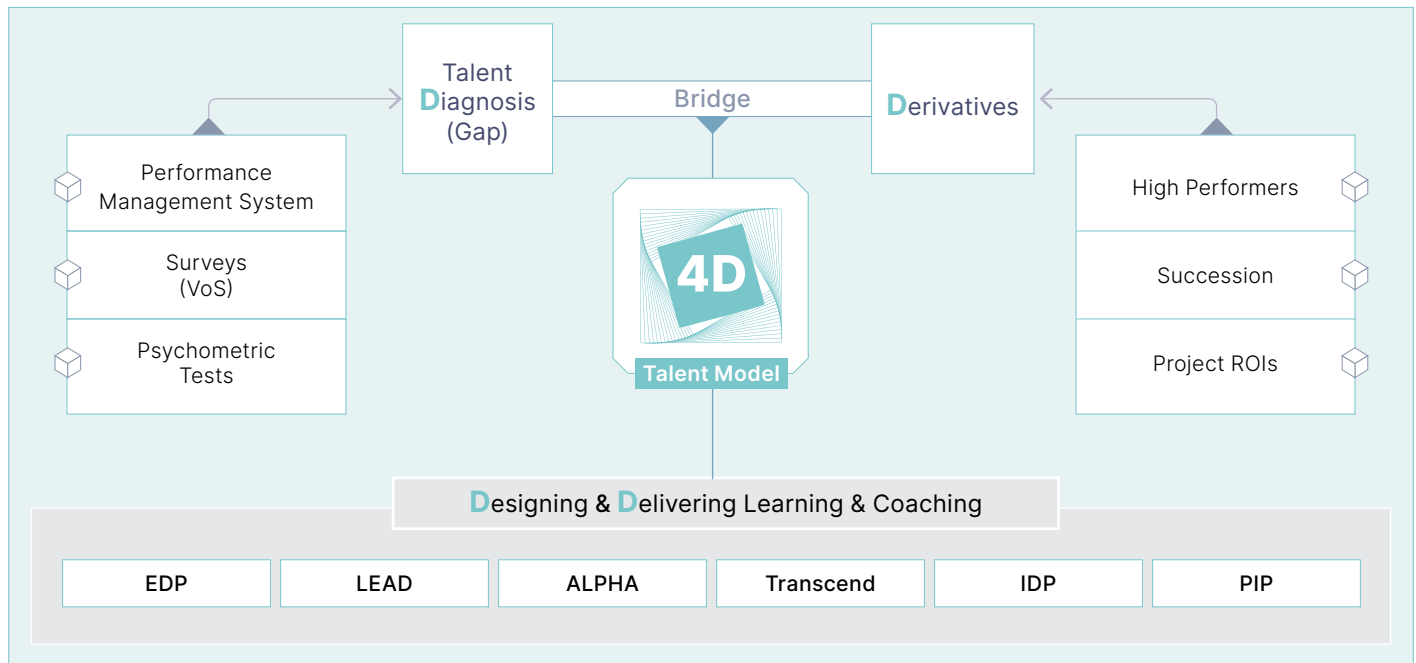 Talent
Diagnosis
(Gap)
Bridge
Derivatives
Performance
Management System
Surveys
(VoS)
Psychometric
Tests
4D
Talent Model
High Performers
Succession
Project ROIs
Designing & Delivering Learning & Coaching
EDP
LEAD
ALPHA
Transcend
IDP
PIP